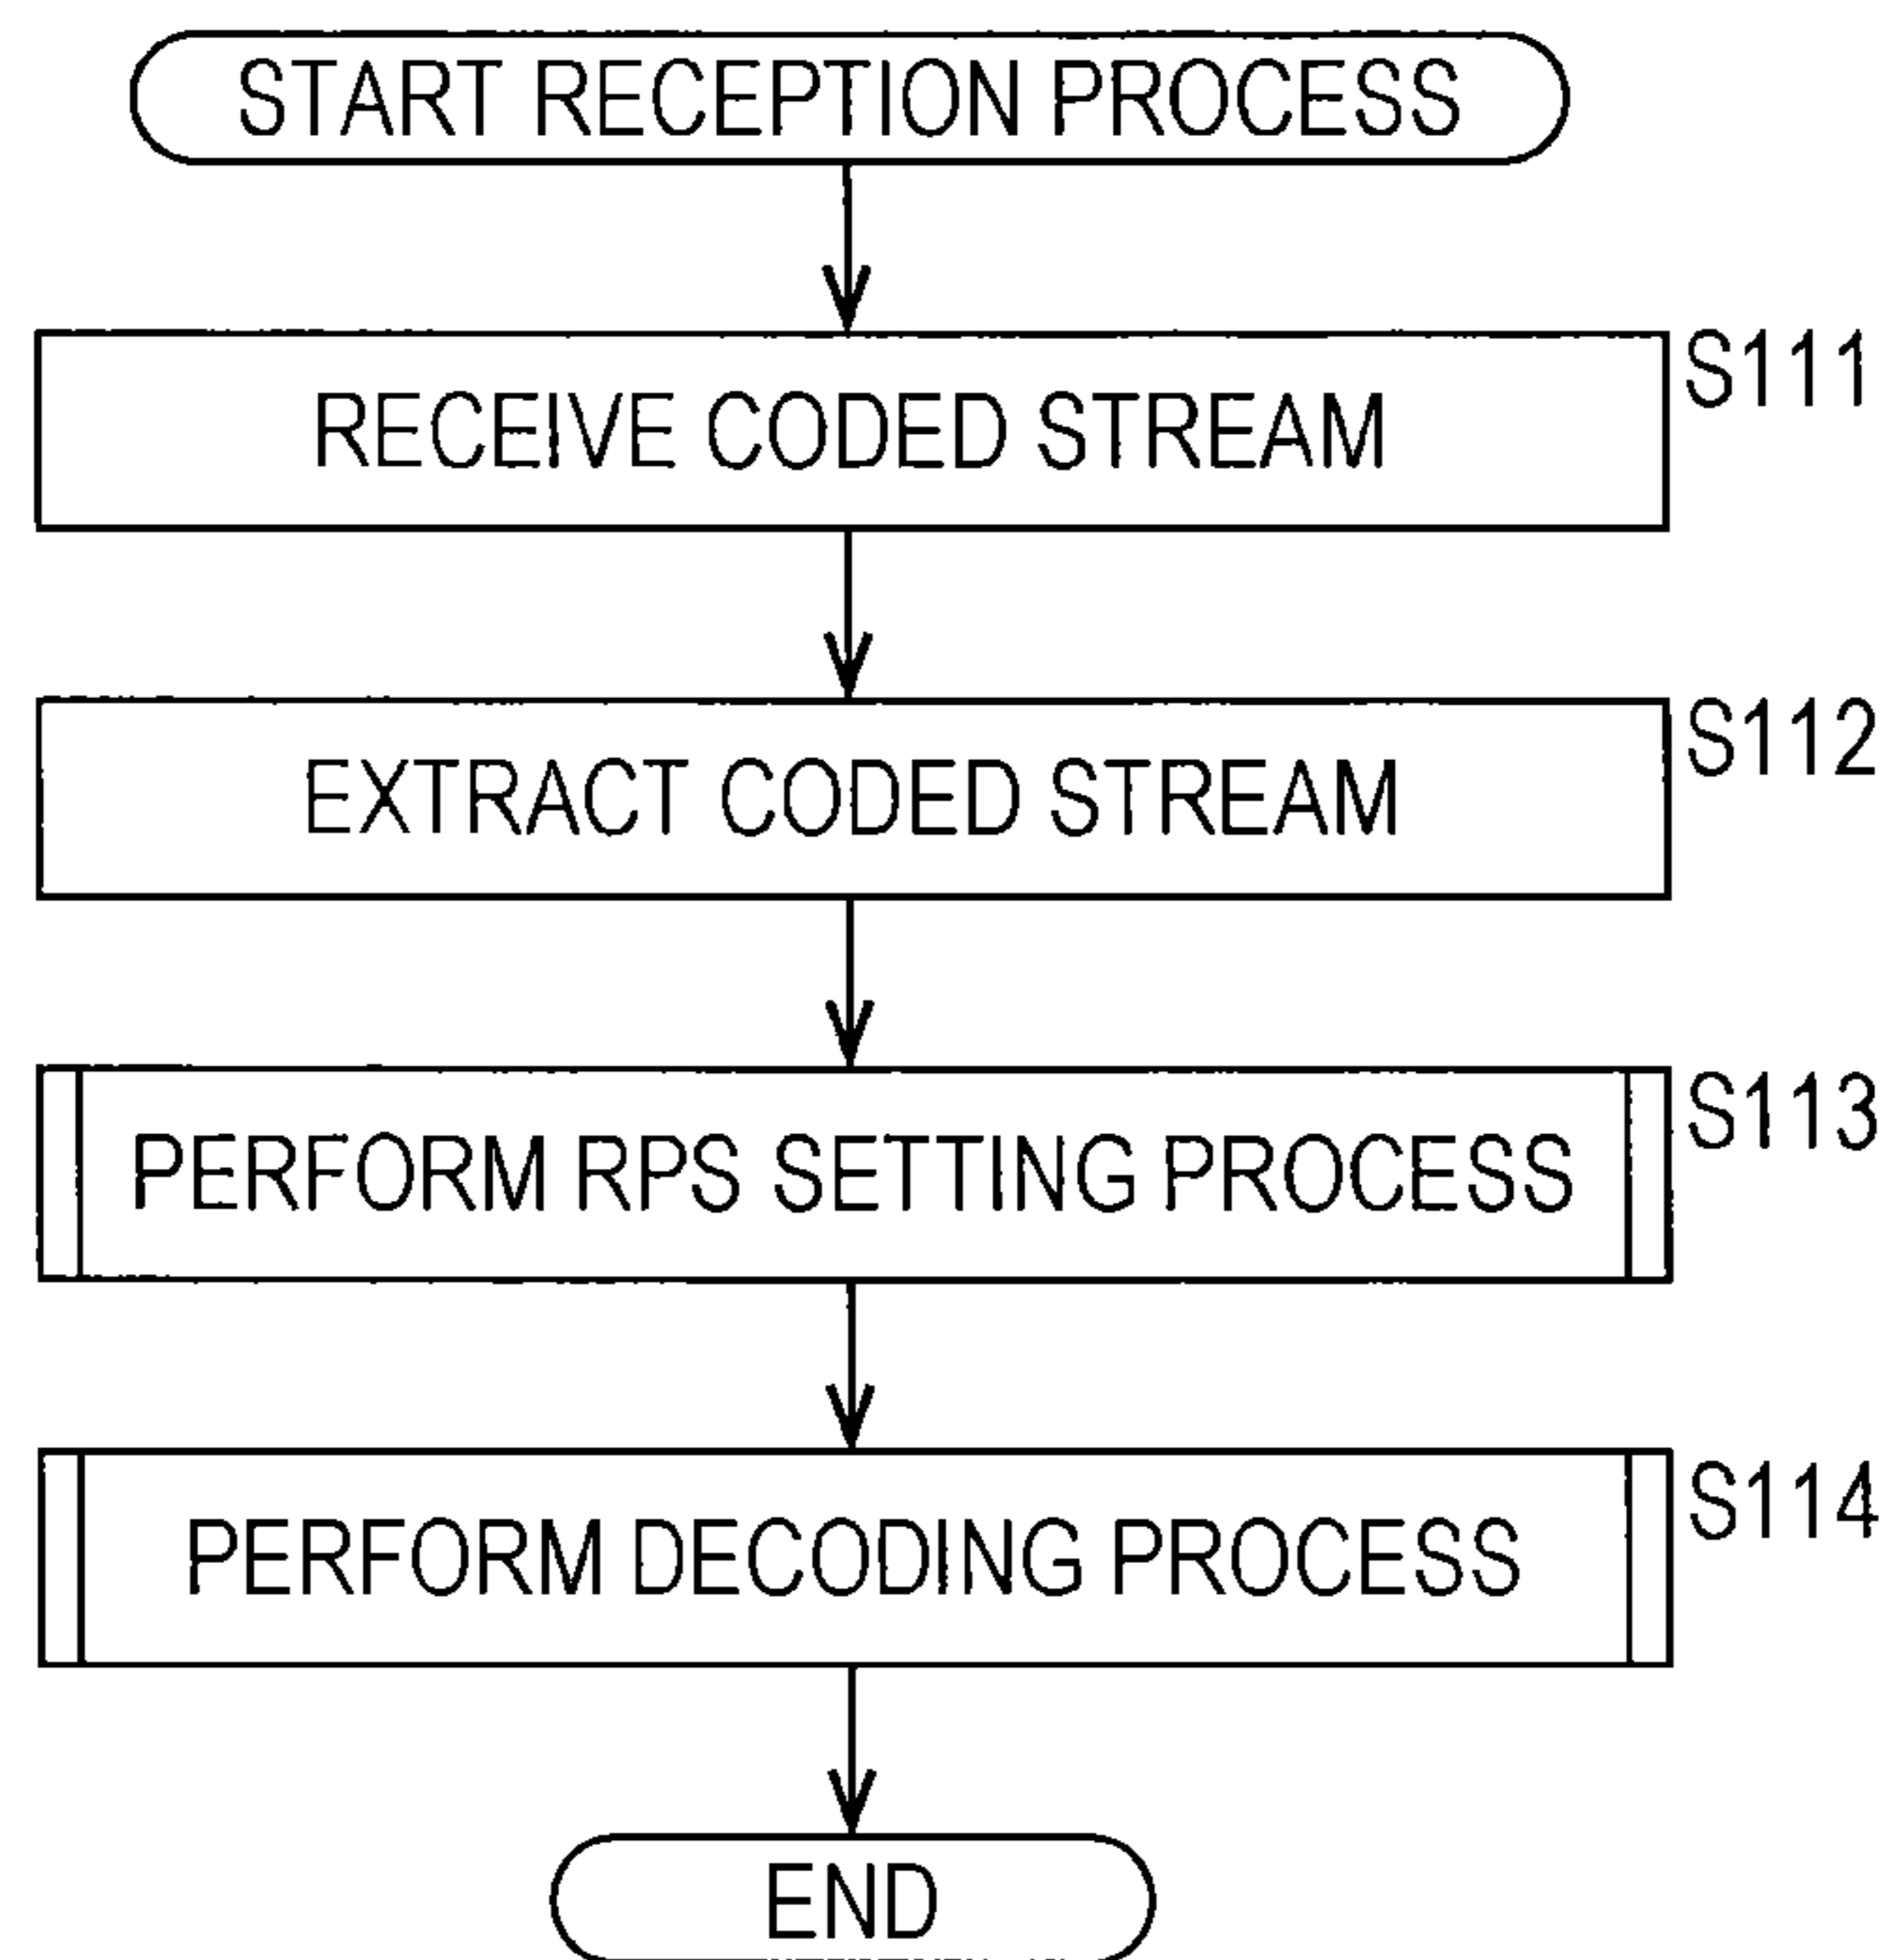 START RECEPTION PROCESS
S111
RECEIVE CODED STREAM
S112
EXTRACT CODED STREAM
S113
PERFORM RPS SETTING PROCESS
S114
PERFORM DECODING PROCESS
END